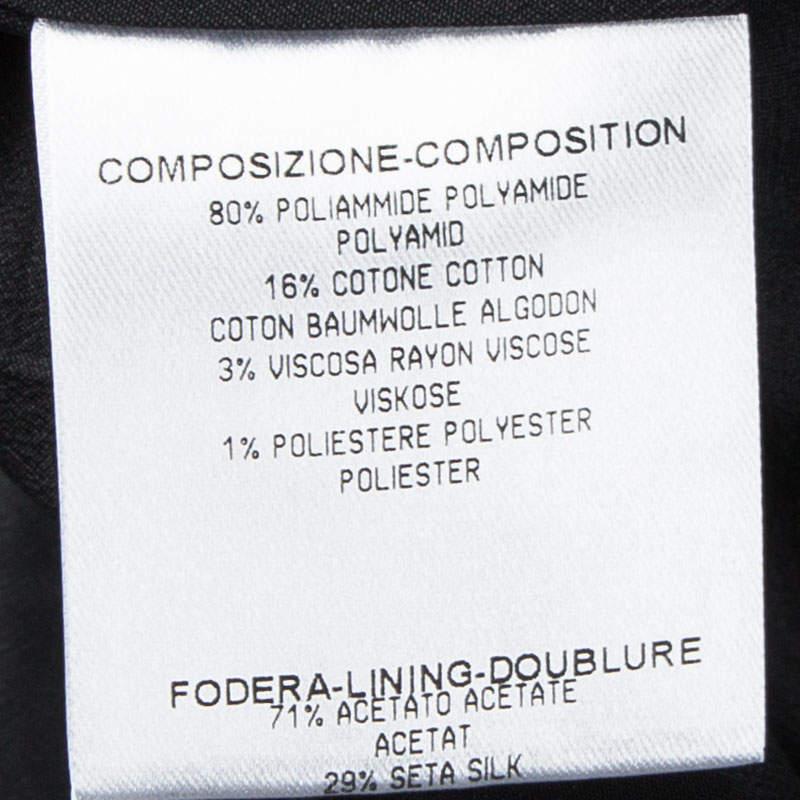 COMPOSIZIONE-COMPOSITION
80% POLIAMMIDE POLYAMIDE
POLYAMID
16% COTONE COTTON
COTON BAUMWOLLE ALGODON
3% VISCOSA RAYON VISCOSE
VISKOSE
1% POLIESTERE POLYESTER
POLIESTER
FODERA-LINING-DOUBLURE
71% ACETATO ACETATE
ACETAT
29% SETA SILK